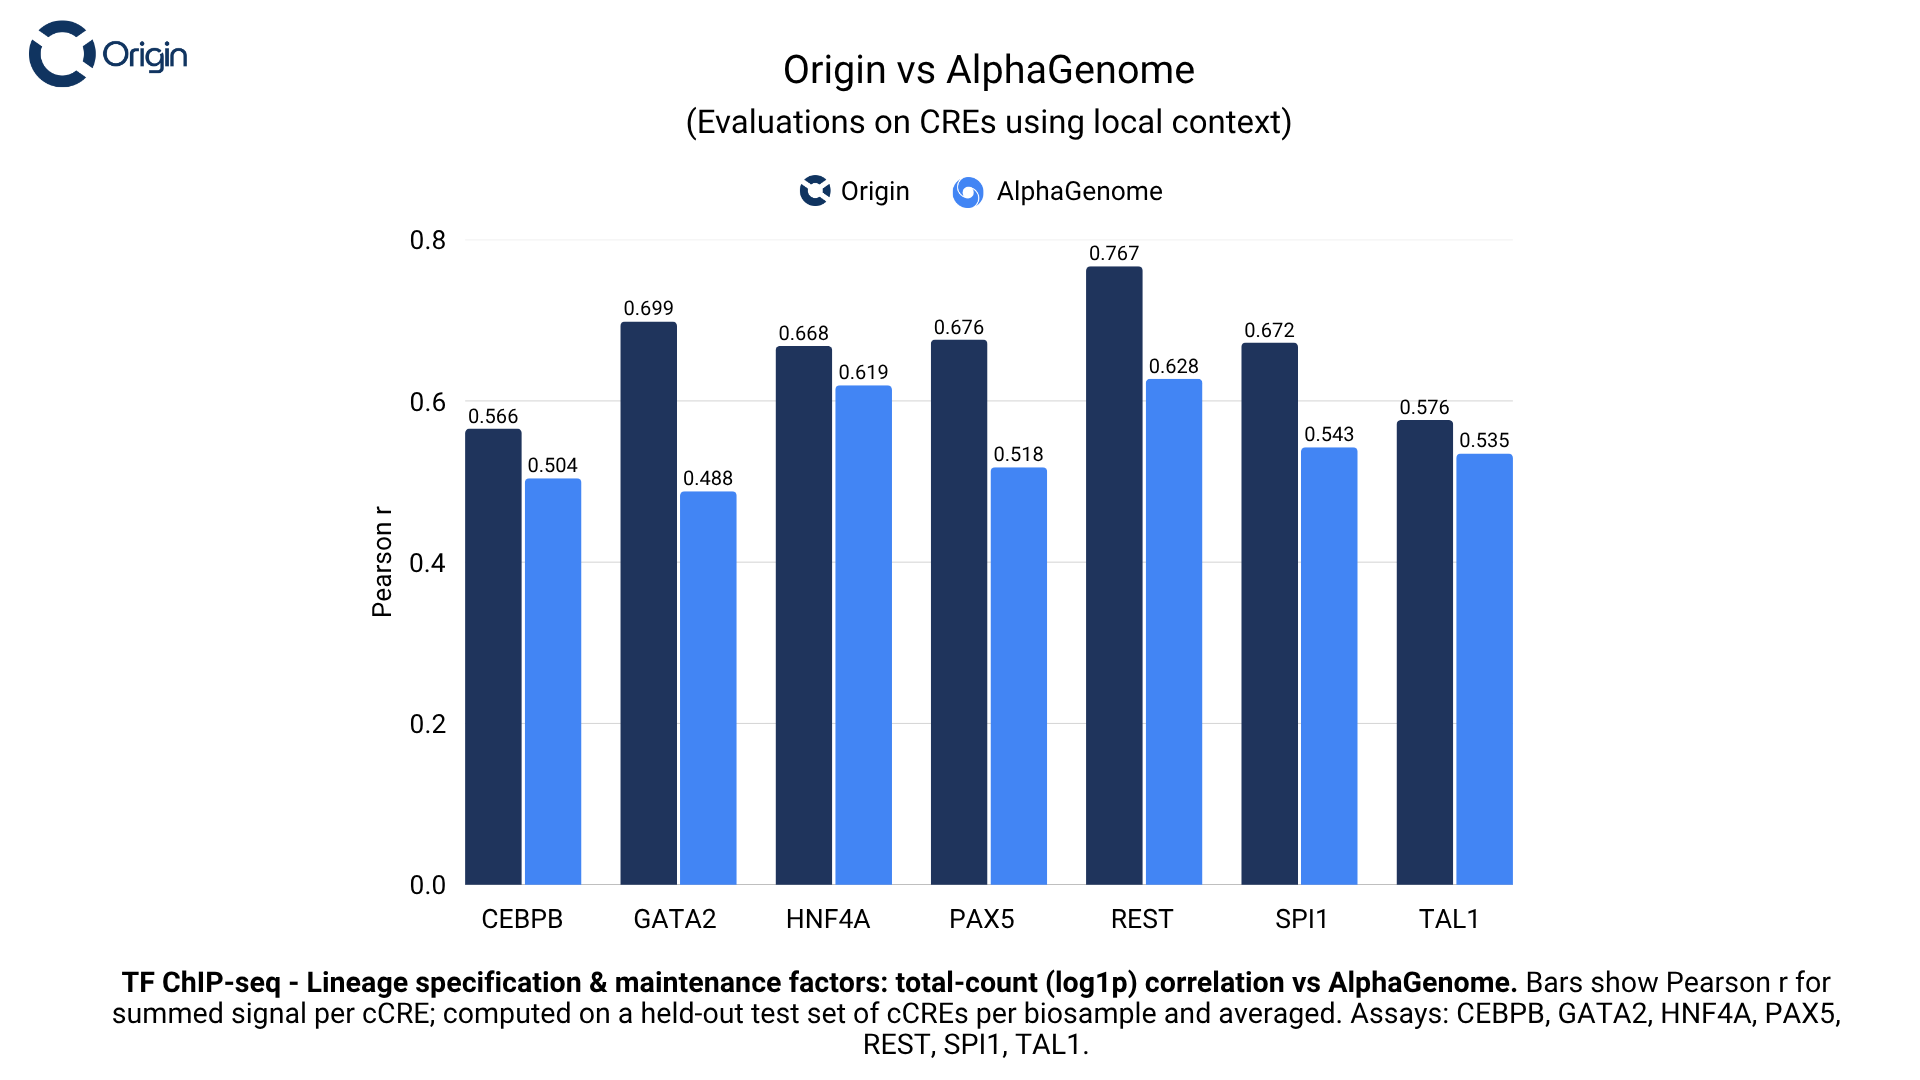 Origin
Origin vs AlphaGenome
(Evaluations on CREs using local context)
Origin AlphaGenome
Pearson r
0.8
0.6
0.4
0.2
0.0
0.566
0.504
0.699
0.488
0.668
0.619
0.676
0.518
0.767
0.628
0.672
0.543
0.576
0.535
CEBPB GATA2 HNF4A PAX5 REST SPI1 TAL1
TF ChIP-seq - Lineage specification & maintenance factors: total-count (log1p) correlation vs AlphaGenome. Bars show Pearson r for
summed signal per cCRE; computed on a held-out test set of cCREs per biosample and averaged. Assays: CEBPB, GATA2, HNF4A, PAX5,
REST, SPI1, TAL1.